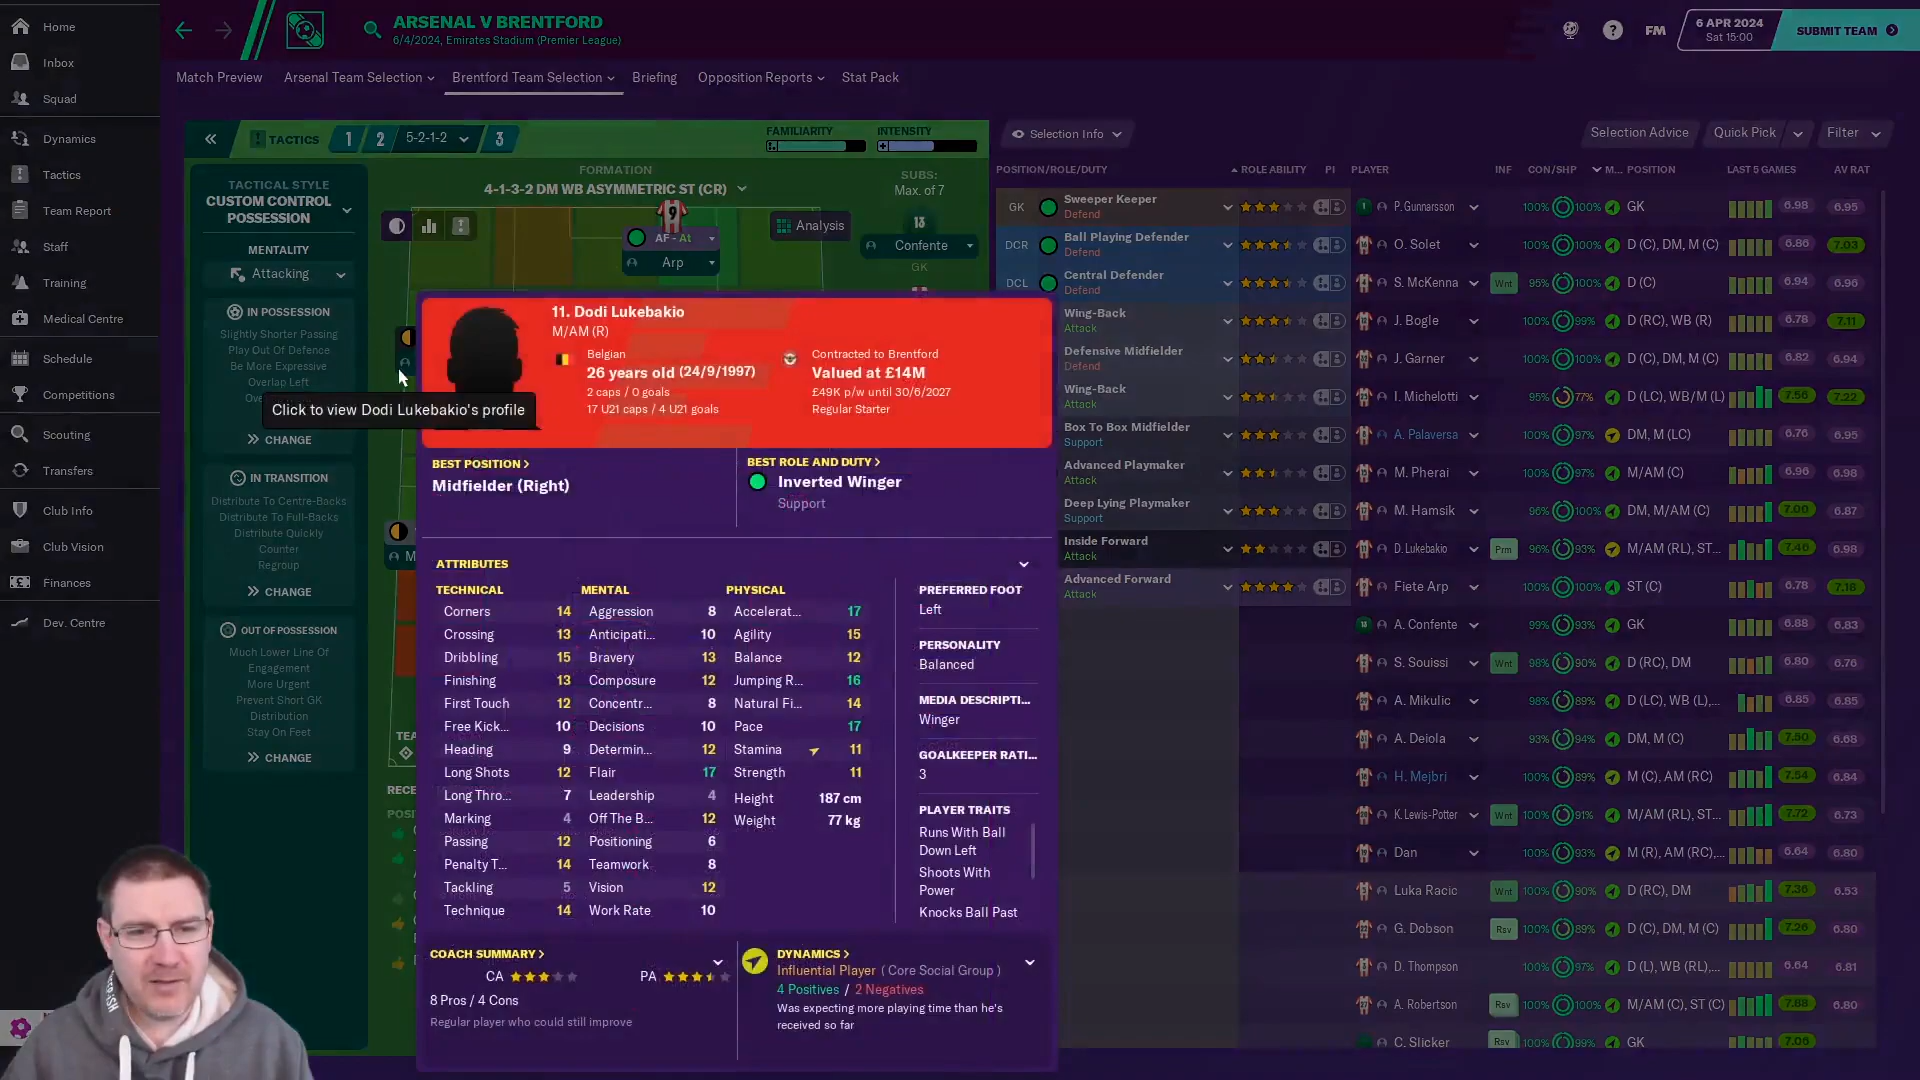 Home
Inbox
Squad
Dynamics
Tactics
Team Report
Staff
Training
Medical Centre
Schedule
Competitions
Scouting
Transfers
Club Info
Club Vision
Finances
Dev. Centre
ARSENAL V BRENTFORD
6/4/2024, Emirates Stadium (Premier League)
FM
6 APR 2024
Sat 15:00
SUBMIT TEAM
Match Preview
Arsenal Team Selection
Brentford Team Selection
Briefing
Opposition Reports
Stat Pack
TACTICS
1
2
5-2-1-2
3
FAMILIARITY
INTENSITY
FORMATION
4-1-3-2 DM WB ASYMMETRIC ST (CR)
SUBS:
Max. of 7
TACTICAL STYLE
CUSTOM CONTROL
POSSESSION
MENTALITY
Attacking
IN POSSESSION
Slightly Shorter Passing
Play Out Of Defence
Be More Expressive
Overlap Left
CHANGE
IN TRANSITION
Distribute To Centre-Backs
Distribute To Full-Backs
Distribute Quickly
Counter
Regroup
CHANGE
OUT OF POSSESSION
Much Lower Line Of
Engagement
More Urgent
Prevent Short GK
Distribution
Stay On Feet
CHANGE
Analysis
9
AF - At
Arp
13
Confente
GK
Click to view Dodi Lukebakio's profile
11. Dodi Lukebakio
M/AM (R)
Belgian
26 years old (24/9/1997)
2 caps / 0 goals
17 U21 caps / 4 U21 goals
Contracted to Brentford
Valued at £14M
£49K p/w until 30/6/2027
Regular Starter
BEST POSITION >
Midfielder (Right)
BEST ROLE AND DUTY >
Inverted Winger
Support
ATTRIBUTES
TECHNICAL MENTAL PHYSICAL
Corners 14 Aggression 8 Accelerat... 17
Crossing 13 Anticipati... 10 Agility 15
Dribbling 15 Bravery 13 Balance 12
Finishing 13 Composure 12 Jumping R... 16
First Touch 12 Concentr... 8 Natural Fi... 14
Free Kick... 10 Decisions 10 Pace 17
Heading 9 Determin... 12 Stamina 11
Long Shots 12 Flair 17 Strength 11
Long Thro... 7 Leadership 4 Height 187 cm
Marking 4 Off The B... 12 Weight 77 kg
Passing 12 Positioning 6
Penalty T... 14 Teamwork 8
Tackling 5 Vision 12
Technique 14 Work Rate 10
PREFERRED FOOT
Left
PERSONALITY
Balanced
MEDIA DESCRIPTI...
Winger
GOALKEEPER RATI...
3
PLAYER TRAITS
Runs With Ball
Down Left
Shoots With
Power
Knocks Ball Past
COACH SUMMARY >
CA
PA
8 Pros / 4 Cons
Regular player who could still improve
DYNAMICS >
Influential Player ( Core Social Group )
4 Positives / 2 Negatives
Was expecting more playing time than he's
received so far
Selection Info
Selection Advice
Quick Pick
Filter
POSITION/ROLE/DUTY ROLE ABILITY PI PLAYER INF CON/SHP M... POSITION LAST 5 GAMES AV RAT
GK Sweeper Keeper Defend P. Gunnarsson 100% 100% GK 6.98 6.95
DCR Ball Playing Defender Defend O. Solet 100% 100% D (C), DM, M (C) 6.86 7.03
DCL Central Defender Defend S. McKenna Wnt 95% 100% D (C) 6.94 6.96
Wing-Back Attack J. Bogle 100% 99% D (RC), WB (R) 6.78 7.11
Defensive Midfielder Defend J. Garner 100% 100% D (C), DM, M (C) 6.82 6.94
Wing-Back Attack I. Michelotti 95% 77% D (LC), WB/M (L) 7.56 7.22
Box To Box Midfielder Support A. Palaversa 100% 97% DM, M (LC) 6.76 6.95
Advanced Playmaker Attack M. Pherai 100% 97% M/AM (C) 6.96 6.98
Deep Lying Playmaker Support M. Hamsik 96% 100% DM, M/AM (C) 7.00 6.87
Inside Forward Attack D. Lukebakio Prm 96% 93% M/AM (RL), ST... 7.46 6.98
Advanced Forward Attack Fiete Arp 100% 100% ST (C) 6.78 7.18
A. Confente 99% 93% GK 6.88 6.83
S. Souissi Wnt 98% 90% D (RC), DM 6.80 6.76
A. Mikulic 98% 89% D (LC), WB (L),... 6.85 6.85
A. Deiola 93% 94% DM, M (C) 7.50 6.68
H. Mejbri 100% 89% M (C), AM (RC) 7.54 6.84
K. Lewis-Potter Wnt 100% 91% M/AM (RL), ST... 7.72 6.73
Dan 100% 93% M (R), AM (RC),... 6.64 6.80
Luka Racic Wnt 100% 90% D (RC), DM 7.36 6.53
G. Dobson Rsv 100% 89% D (C), DM, M (C) 7.26 6.80
D. Thompson 100% 97% D (L), WB (RL),... 6.64 6.81
A. Robertson Rsv 100% 100% M/AM (C), ST (C) 7.88 6.80
C. Slicker Rsv 100% 99% GK 7.06